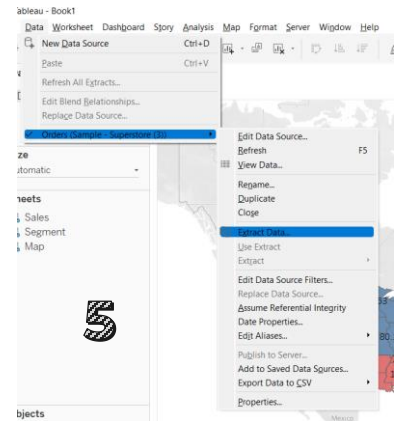 Tableau - Book1
Data Worksheet Dashboard Story Analysis Map Format Server Window Help
New Data Source Ctrl+D
Paste Ctrl+V
Refresh All Extracts...
Edit Blend Relationships...
Replace Data Source...
Orders (Sample - Superstore (3))
Edit Data Source...
Refresh F5
View Data...
Rename...
Duplicate
Close
Extract Data...
Use Extract
Extract
Edit Data Source Filters...
Replace Data Source...
Assume Referential Integrity
Date Properties...
Edit Aliases...
Publish to Server...
Add to Saved Data Sources...
Export Data to CSV
Properties...
ze
utomatic
heets
Sales
Segment
Map
5
bjects
53
80
Mexico